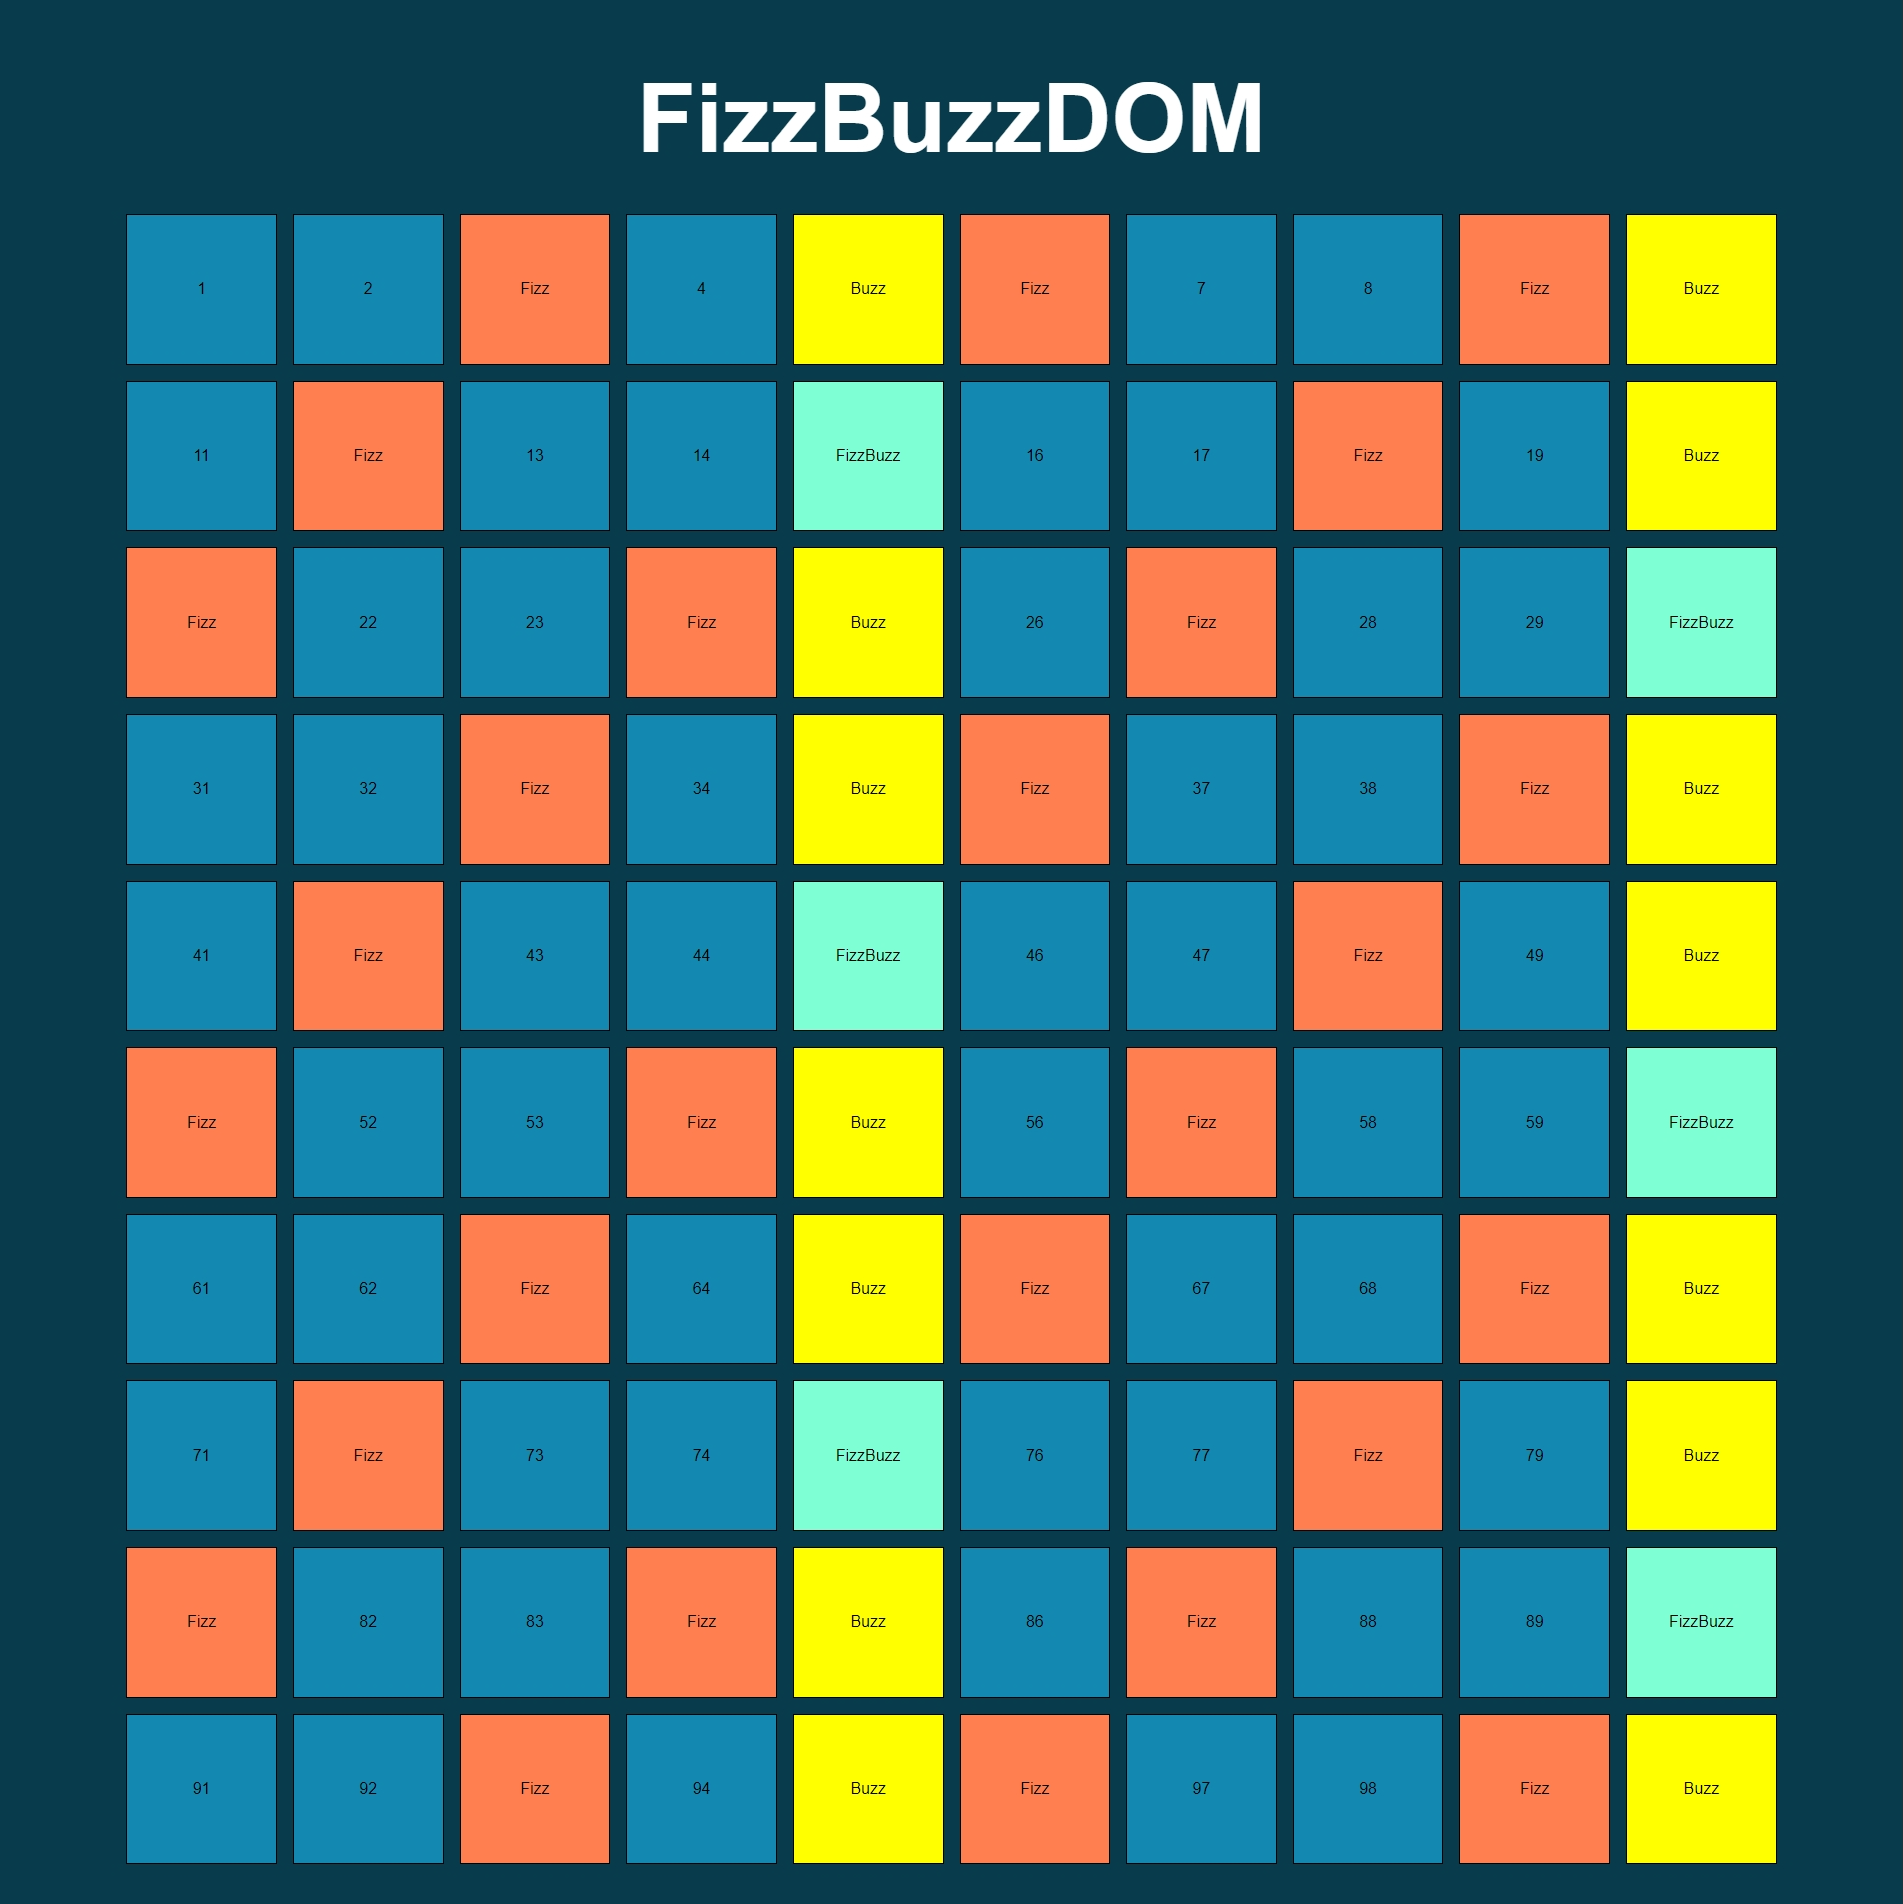 FizzBuzzDOM
1 2 Fizz 4 Buzz Fizz 7 8 Fizz Buzz
11 Fizz 13 14 FizzBuzz 16 17 Fizz 19 Buzz
Fizz 22 23 Fizz Buzz 26 Fizz 28 29 FizzBuzz
31 32 Fizz 34 Buzz Fizz 37 38 Fizz Buzz
41 Fizz 43 44 FizzBuzz 46 47 Fizz 49 Buzz
Fizz 52 53 Fizz Buzz 56 Fizz 58 59 FizzBuzz
61 62 Fizz 64 Buzz Fizz 67 68 Fizz Buzz
71 Fizz 73 74 FizzBuzz 76 77 Fizz 79 Buzz
Fizz 82 83 Fizz Buzz 86 Fizz 88 89 FizzBuzz
91 92 Fizz 94 Buzz Fizz 97 98 Fizz Buzz